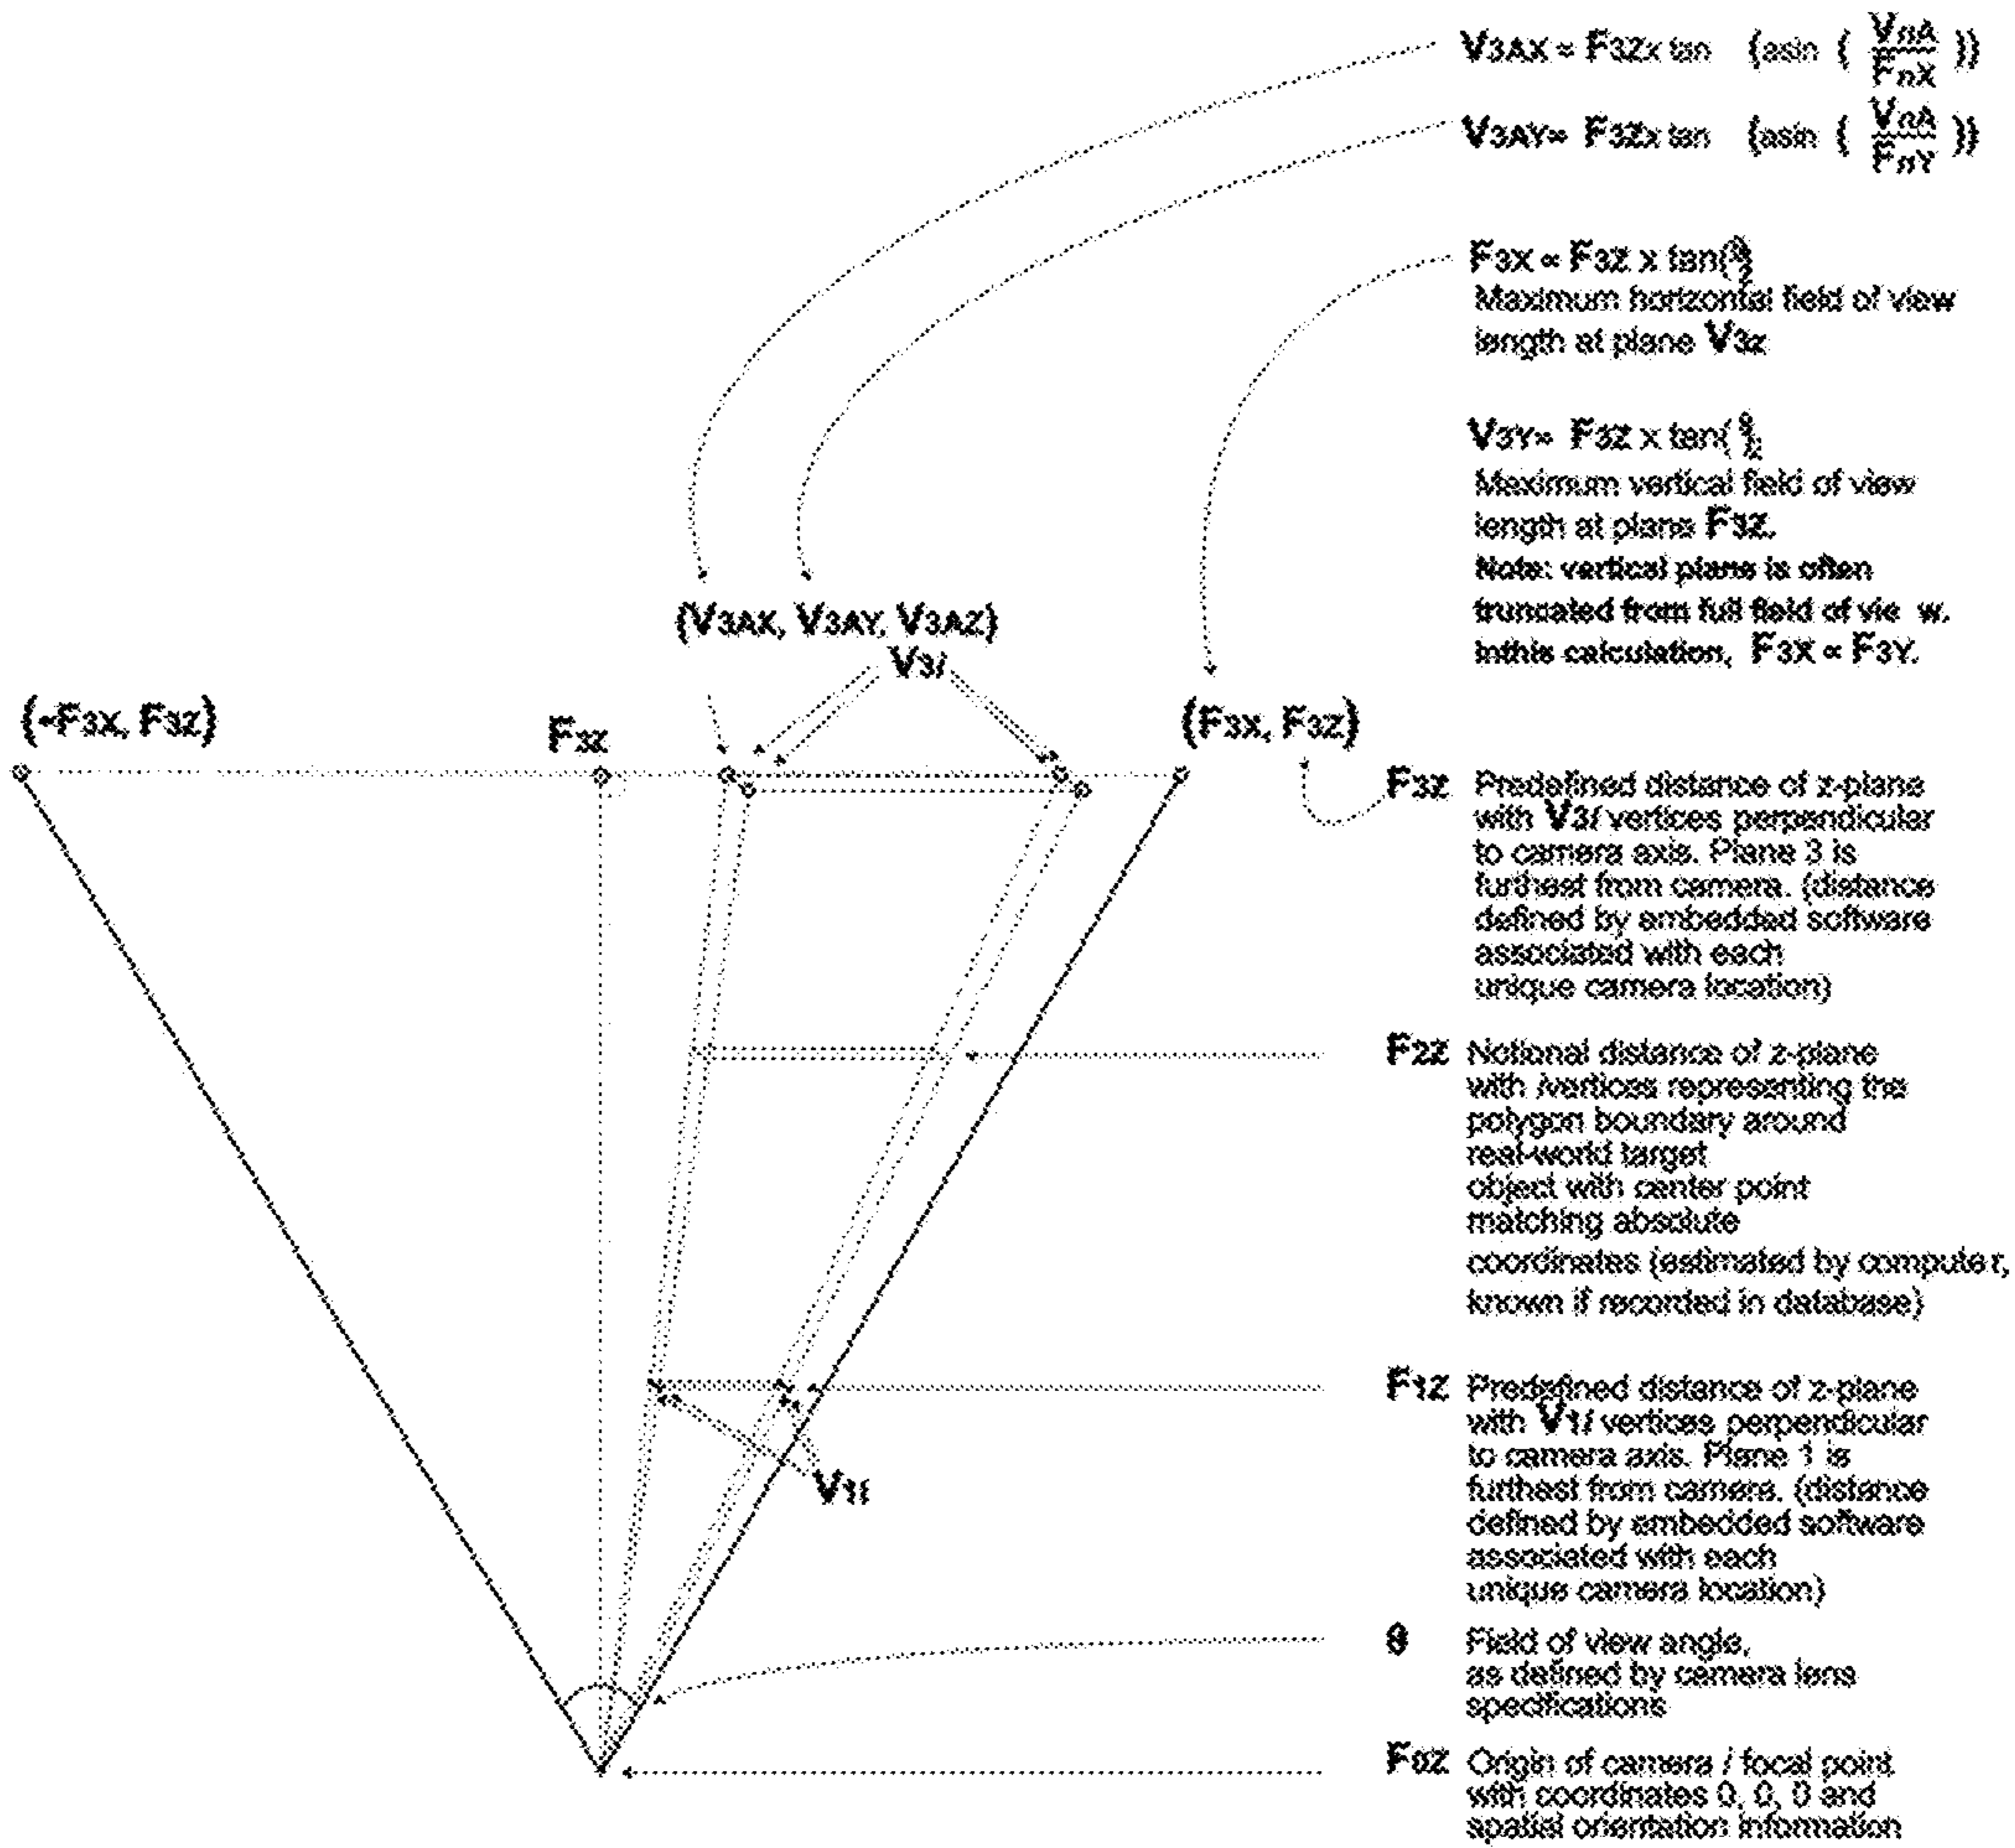 V3AX = F3Z x tan (asin ( VnA / FnX ))
V3AY= F3Z x tan (asin ( VnA / FnY ))
F3X = F3Z x tan(θ/2
Maximum horizontal field of view
length at plane V3z
V3Y= F3Z x tan(θ/2
Maximum vertical field of view
length at plane F3Z.
Note: vertical plane is often
truncated from full field of vie w.
Inthis calculation, F3X = F3Y.
(V3AX, V3AY, V3AZ)
V3i
(-F3X, F3Z)
F3Z
(F3X, F3Z)
F3Z Predefined distance of z-plane
with V3i vertices perpendicular
to camera axis. Plane 3 is
furthest from camera. (distance
defined by embedded software
associated with each
unique camera location)
F2Z Notional distance of z-plane
with ivertices representing the
polygon boundary around
real-world target
object with center point
matching absolute
coordinates (estimated by computer,
known if recorded in database)
F1Z Predefined distance of z-plane
with V1i vertices perpendicular
to camera axis. Plane 1 is
furthest from camera. (distance
defined by embedded software
associated with each
unique camera location)
V1i
θ Field of view angle,
as defined by camera lens
specifications
F0Z Origin of camera / focal point
with coordinates 0, 0, 0 and
spatial orientation information